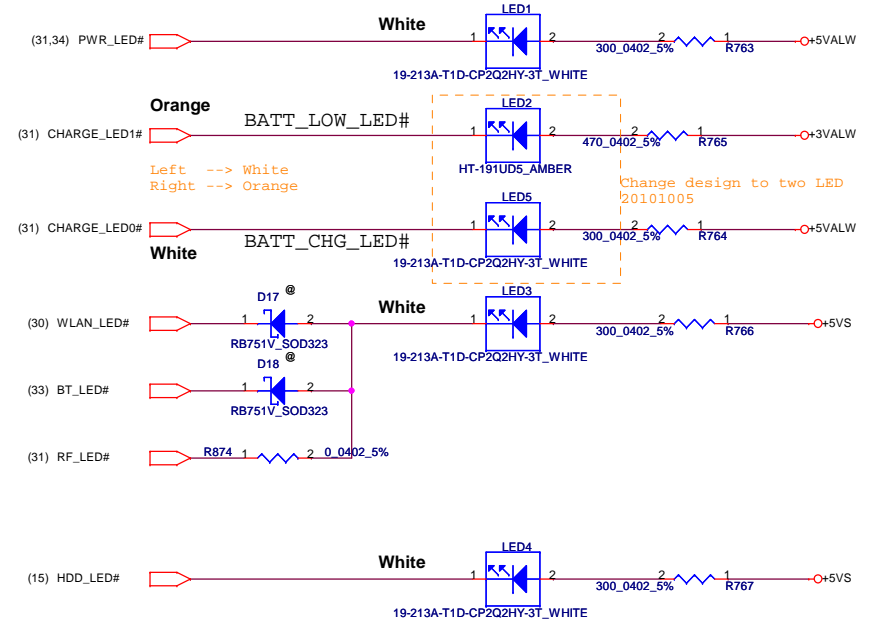 LED1
White
(31,34) PWR_LED#
1
2
2
1
+5VALW
300_0402_5%
R763
19-213A-T1D-CP2Q2HY-3T_WHITE
Orange
LED2
BATT_LOW_LED#
(31) CHARGE_LED1#
1
2
2
1
+3VALW
470_0402_5%
R765
HT-191UD5_AMBER
Left --> White
Right --> Orange
Change design to two LED
20101005
LED5
(31) CHARGE_LED0#
1
2
2
1
+5VALW
300_0402_5%
R764
BATT_CHG_LED#
White
19-213A-T1D-CP2Q2HY-3T_WHITE
LED3
D17
@
White
(30) WLAN_LED#
1
2
1
2
2
1
+5VS
300_0402_5%
R766
RB751V_SOD323
19-213A-T1D-CP2Q2HY-3T_WHITE
D18
@
(33) BT_LED#
1
2
RB751V_SOD323
(31) RF_LED#
R874
1
2
0_0402_5%
LED4
White
(15) HDD_LED#
1
2
2
1
+5VS
300_0402_5%
R767
19-213A-T1D-CP2Q2HY-3T_WHITE